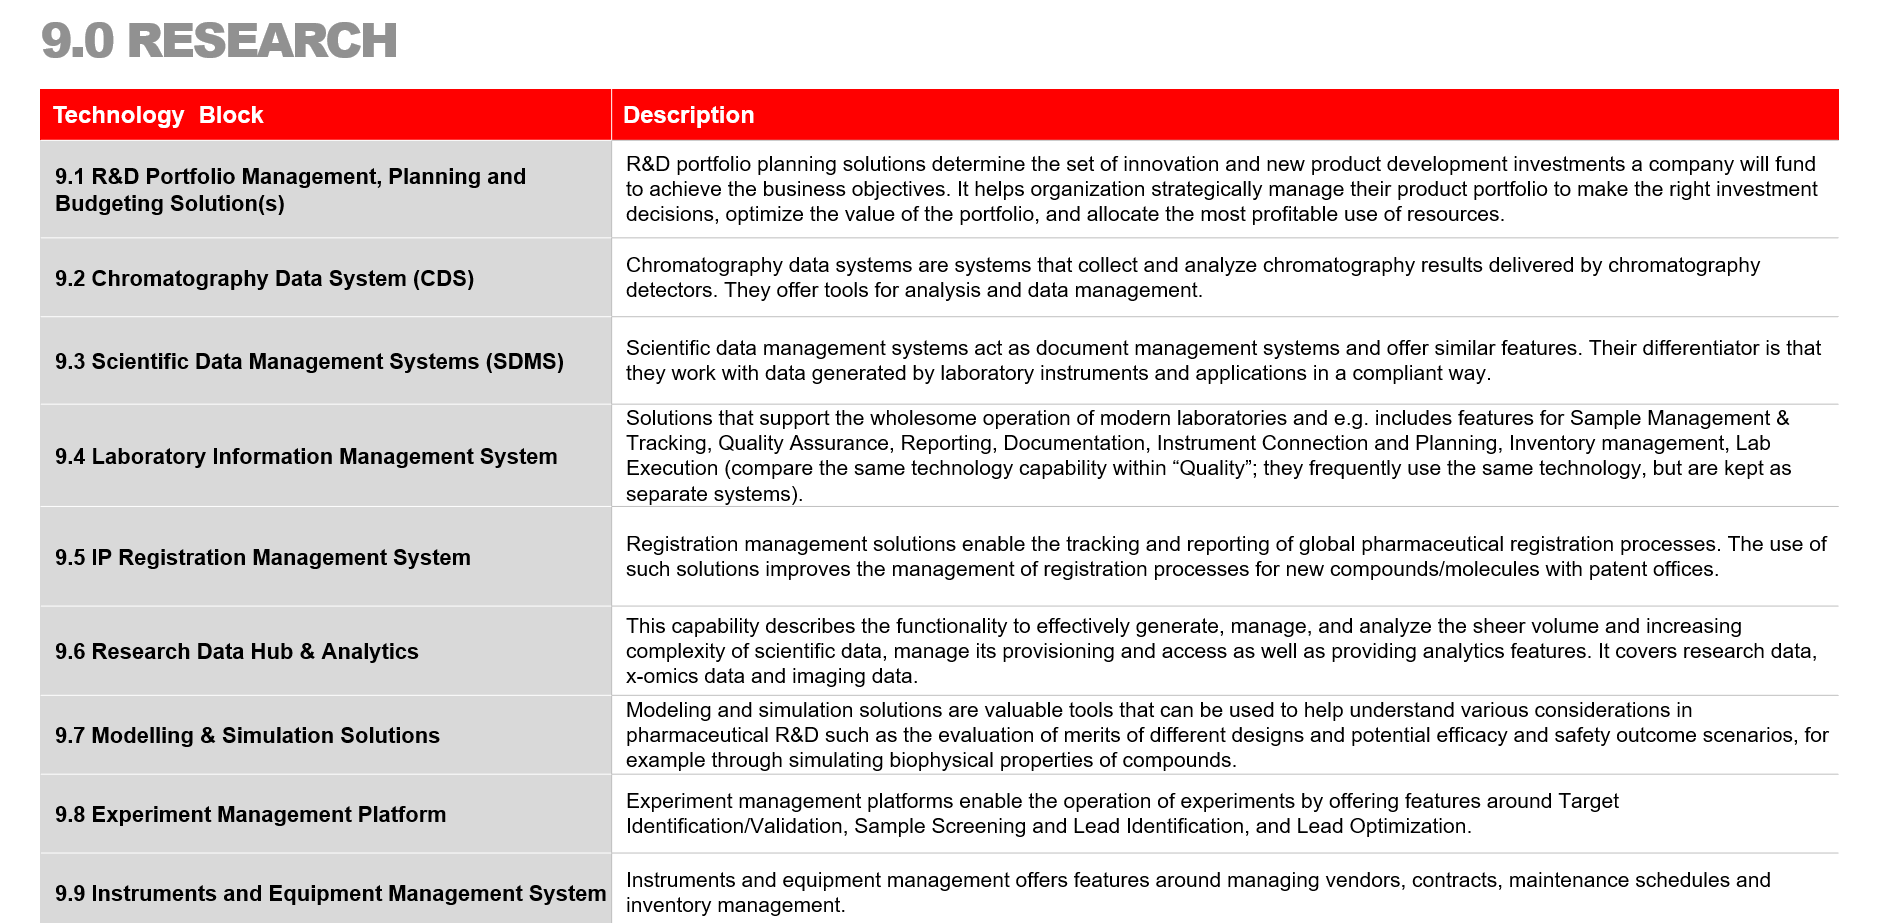 9.0 RESEARCH
Technology  Block
Description
9.1 R&D Portfolio Management, Planning and
Budgeting Solution(s)
R&D portfolio planning solutions determine the set of innovation and new product development investments a company will fund
to achieve the business objectives. It helps organization strategically manage their product portfolio to make the right investment
decisions, optimize the value of the portfolio, and allocate the most profitable use of resources.
9.2 Chromatography Data System (CDS)
Chromatography data systems are systems that collect and analyze chromatography results delivered by chromatography
detectors. They offer tools for analysis and data management.
9.3 Scientific Data Management Systems (SDMS)
Scientific data management systems act as document management systems and offer similar features. Their differentiator is that
they work with data generated by laboratory instruments and applications in a compliant way.
9.4 Laboratory Information Management System
Solutions that support the wholesome operation of modern laboratories and e.g. includes features for Sample Management &
Tracking, Quality Assurance, Reporting, Documentation, Instrument Connection and Planning, Inventory management, Lab
Execution (compare the same technology capability within “Quality”; they frequently use the same technology, but are kept as
separate systems).
9.5 IP Registration Management System
Registration management solutions enable the tracking and reporting of global pharmaceutical registration processes. The use of
such solutions improves the management of registration processes for new compounds/molecules with patent offices.
9.6 Research Data Hub & Analytics
This capability describes the functionality to effectively generate, manage, and analyze the sheer volume and increasing
complexity of scientific data, manage its provisioning and access as well as providing analytics features. It covers research data,
x-omics data and imaging data.
9.7 Modelling & Simulation Solutions
Modeling and simulation solutions are valuable tools that can be used to help understand various considerations in
pharmaceutical R&D such as the evaluation of merits of different designs and potential efficacy and safety outcome scenarios, for
example through simulating biophysical properties of compounds.
9.8 Experiment Management Platform
Experiment management platforms enable the operation of experiments by offering features around Target
Identification/Validation, Sample Screening and Lead Identification, and Lead Optimization.
9.9 Instruments and Equipment Management System
Instruments and equipment management offers features around managing vendors, contracts, maintenance schedules and
inventory management.